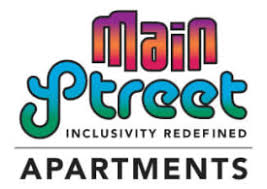 Main
Street
INCLUSIVITY REDEFINED
APARTMENTS